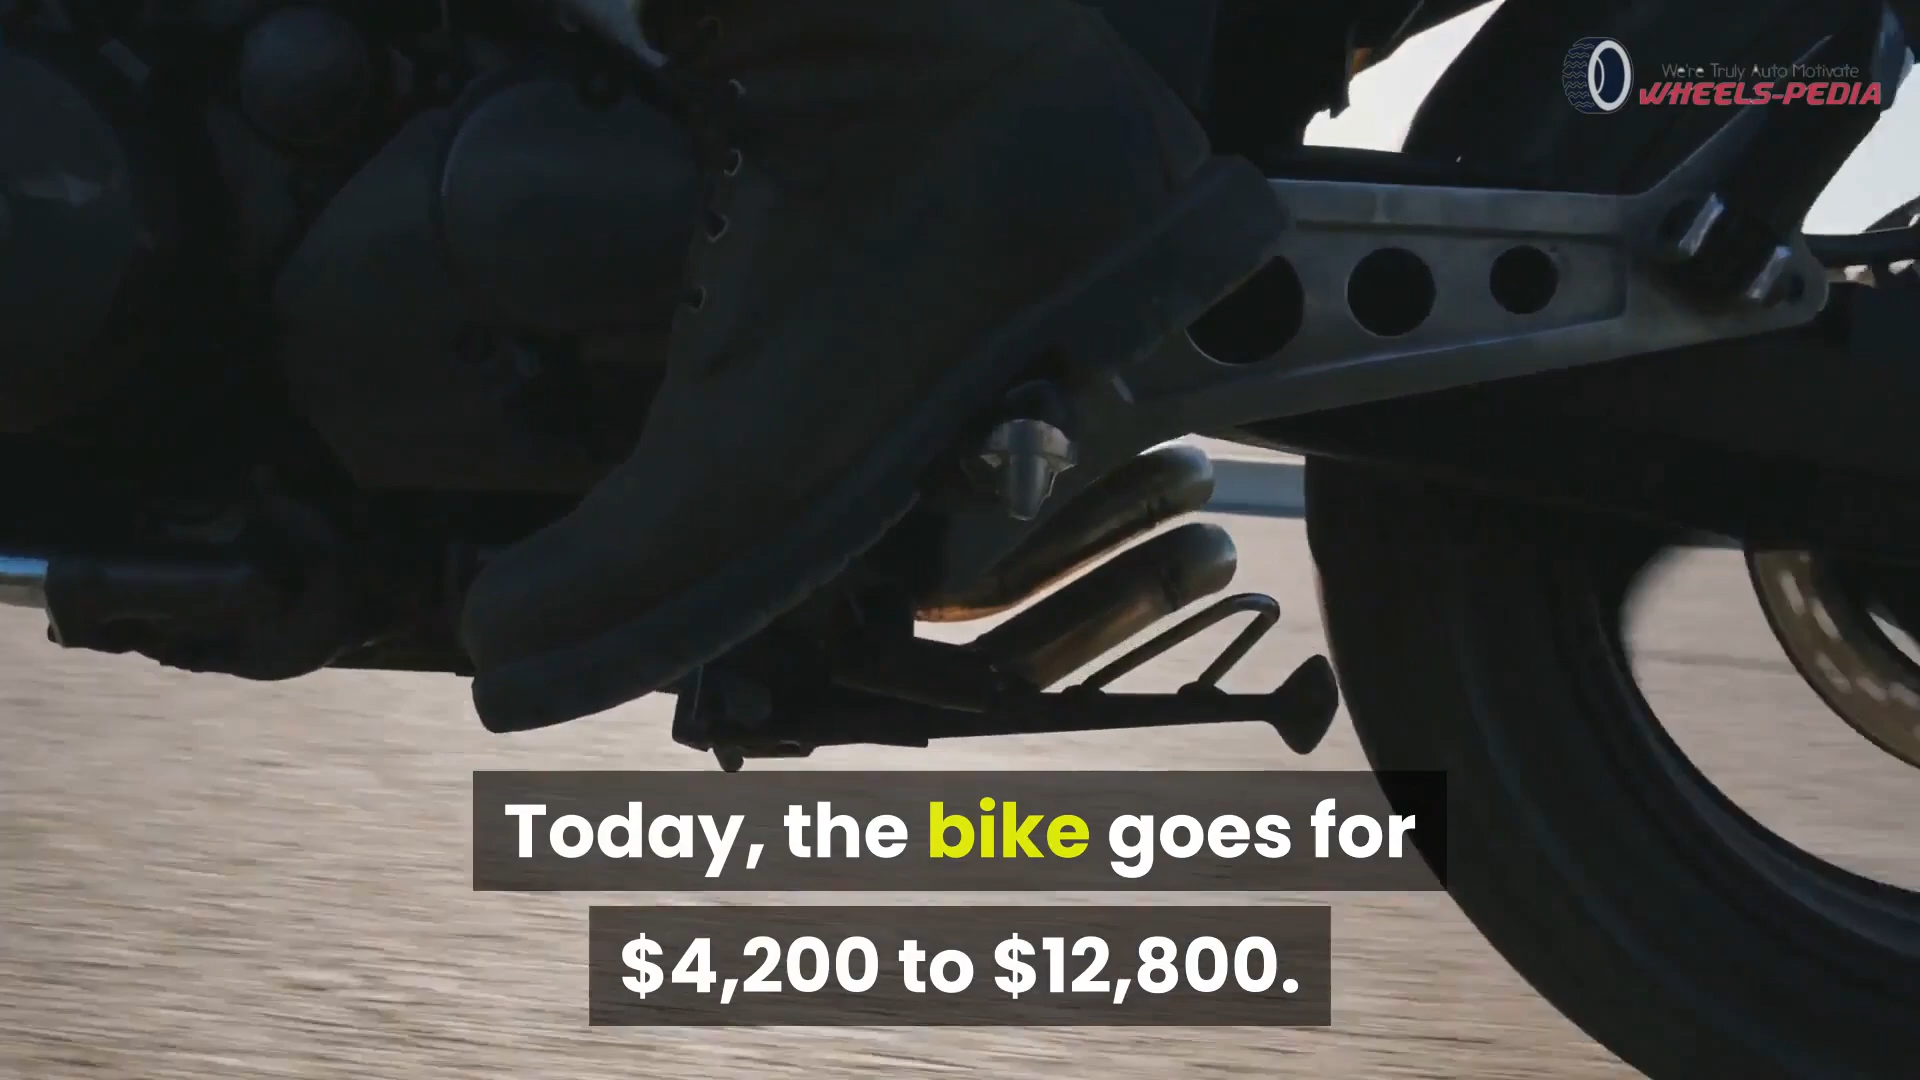 We're Truly Auto Motivate
WHEELS-PEDIA
Today, the bike goes for
$4,200 to $12,800.